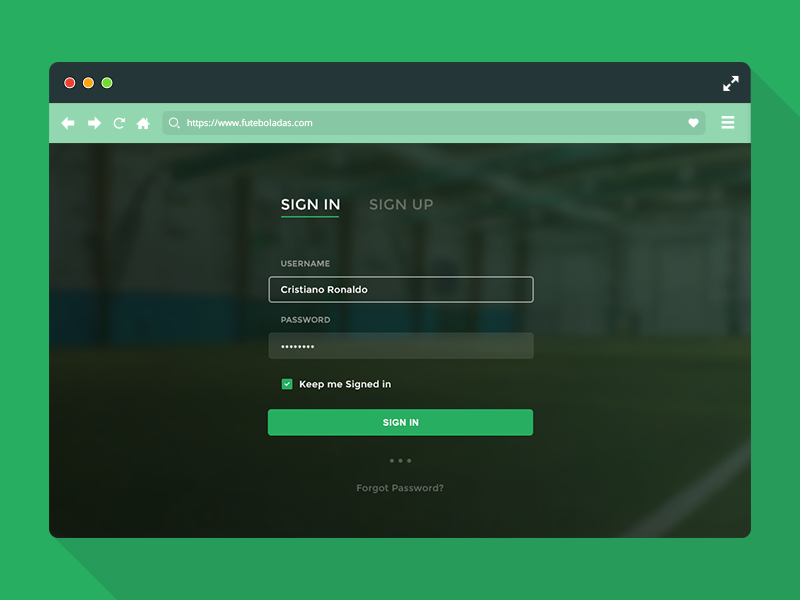 https://www.futeboladas.com
SIGN IN SIGN UP
USERNAME
Cristiano Ronaldo
PASSWORD
••••••••
Keep me Signed in
SIGN IN
Forgot Password?